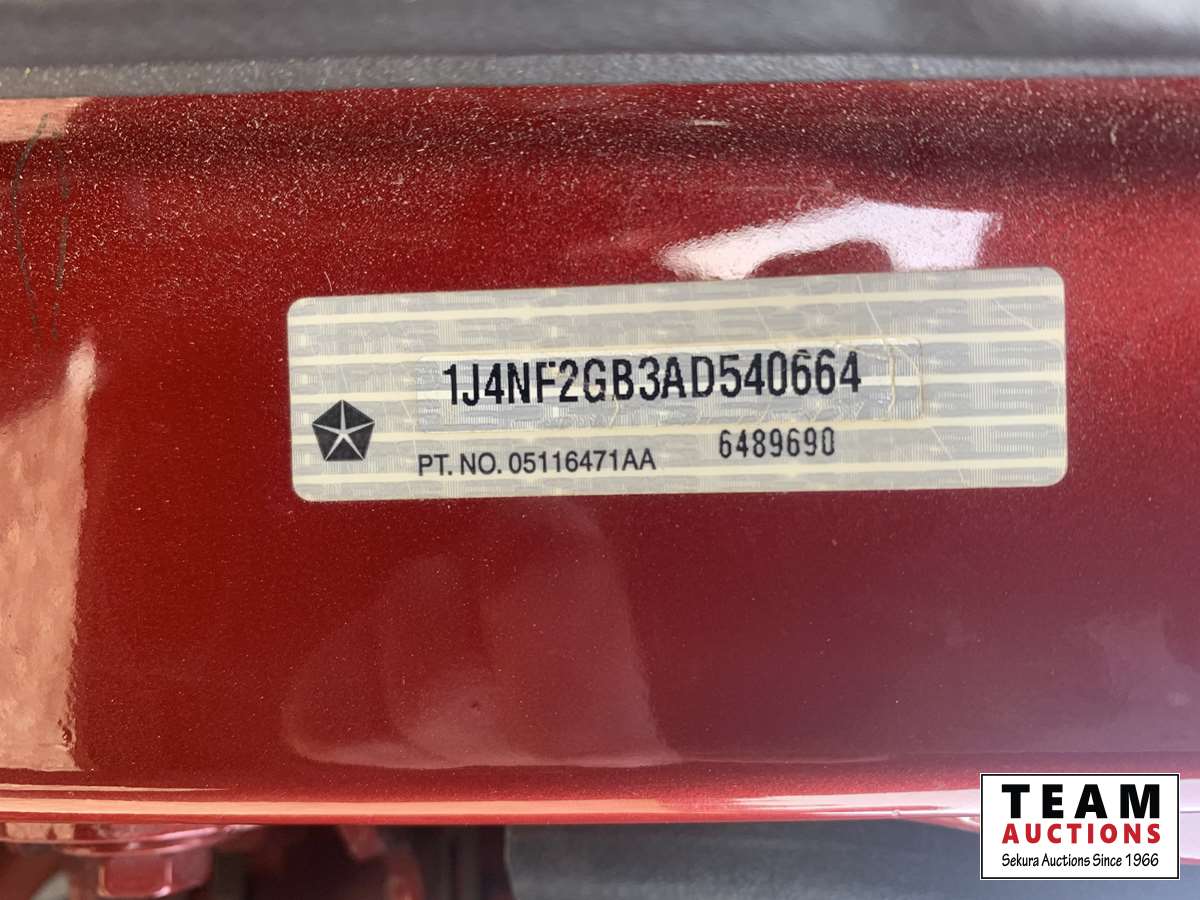 1J4NF2GB3AD540664
PT. NO. 05116471AA 6489690
TEAM
AUCTIONS
Sekura Auctions Since 1966